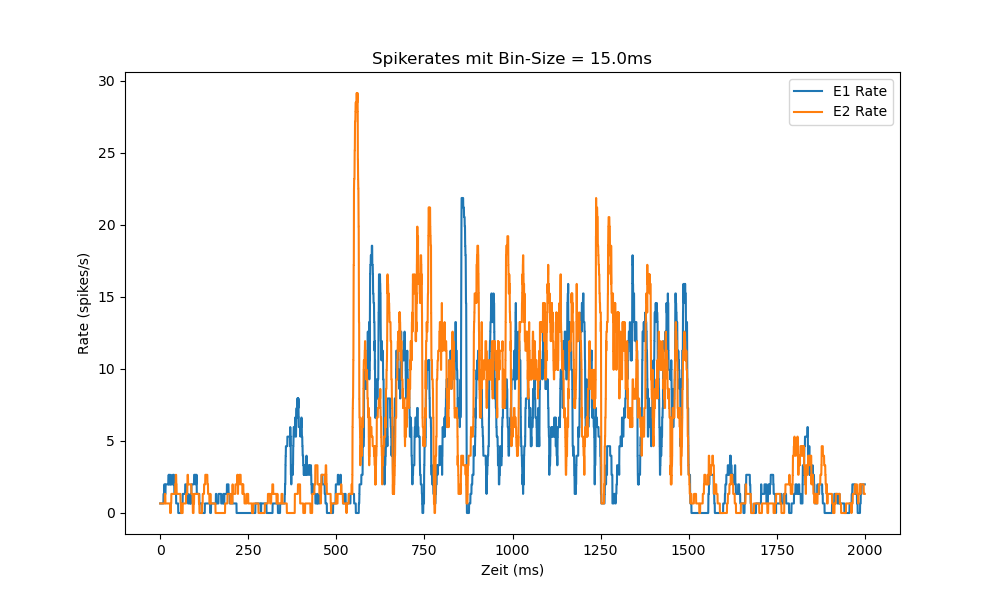 Spikerates mit Bin-Size = 15.0ms
E1 Rate
E2 Rate
Rate (spikes/s)
30
25
20
15
10
5
0
0 250 500 750 1000 1250 1500 1750 2000
Zeit (ms)